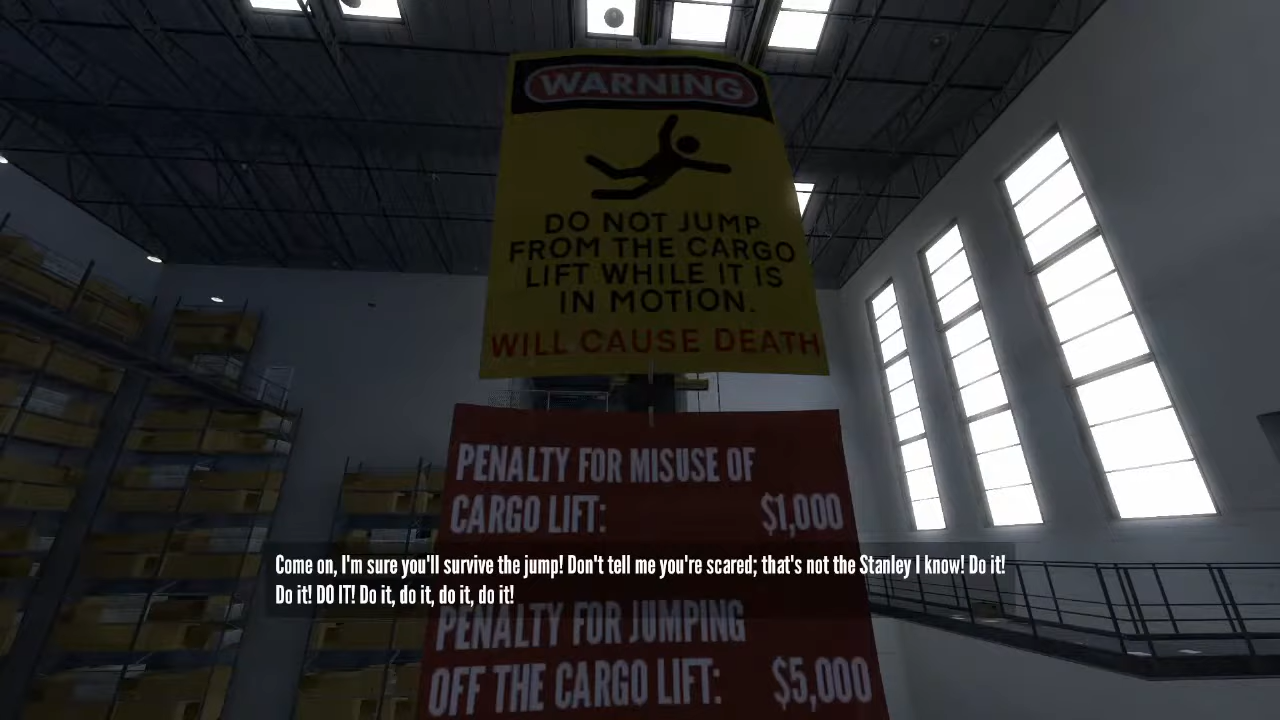 WARNING
DO NOT JUMP
FROM THE CARGO
LIFT WHILE IT IS
IN MOTION.
WILL CAUSE DEATH
PENALTY FOR MISUSE OF
CARGO LIFT: $1,000
Come on, I'm sure you'll survive the jump! Don't tell me you're scared; that's not the Stanley I know! Do it!
Do it! DO IT! Do it, do it, do it, do it!
PENALTY FOR JUMPING
OFF THE CARGO LIFT: $5,000